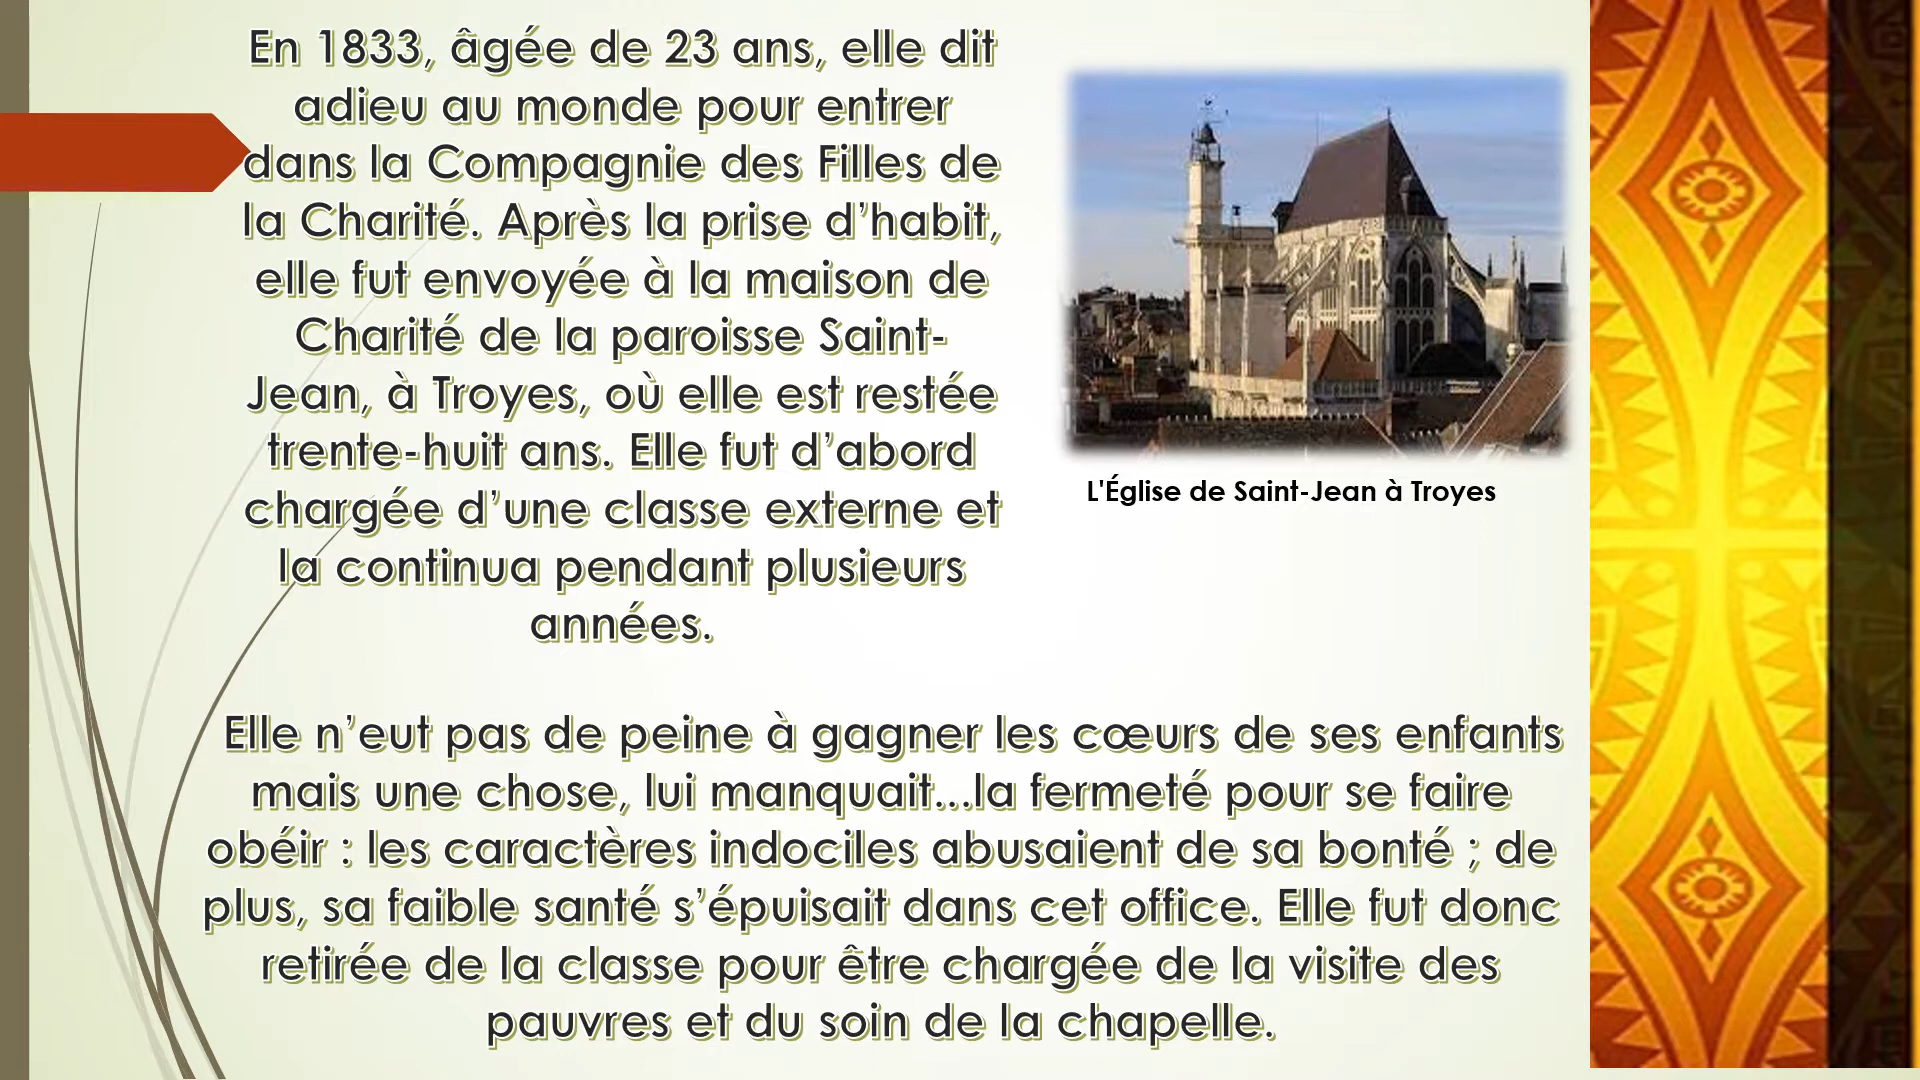 En 1833, âgée de 23 ans, elle dit
adieu au monde pour entrer
dans la Compagnie des Filles de
la Charité. Après la prise d’habit,
elle fut envoyée à la maison de
Charité de la paroisse Saint-
Jean, à Troyes, où elle est restée
trente-huit ans. Elle fut d’abord
chargée d’une classe externe et
la continua pendant plusieurs
années.
L'Église de Saint-Jean à Troyes
Elle n’eut pas de peine à gagner les cœurs de ses enfants
mais une chose, lui manquait...la fermeté pour se faire
obéir : les caractères indociles abusaient de sa bonté ; de
plus, sa faible santé s’épuisait dans cet office. Elle fut donc
retirée de la classe pour être chargée de la visite des
pauvres et du soin de la chapelle.